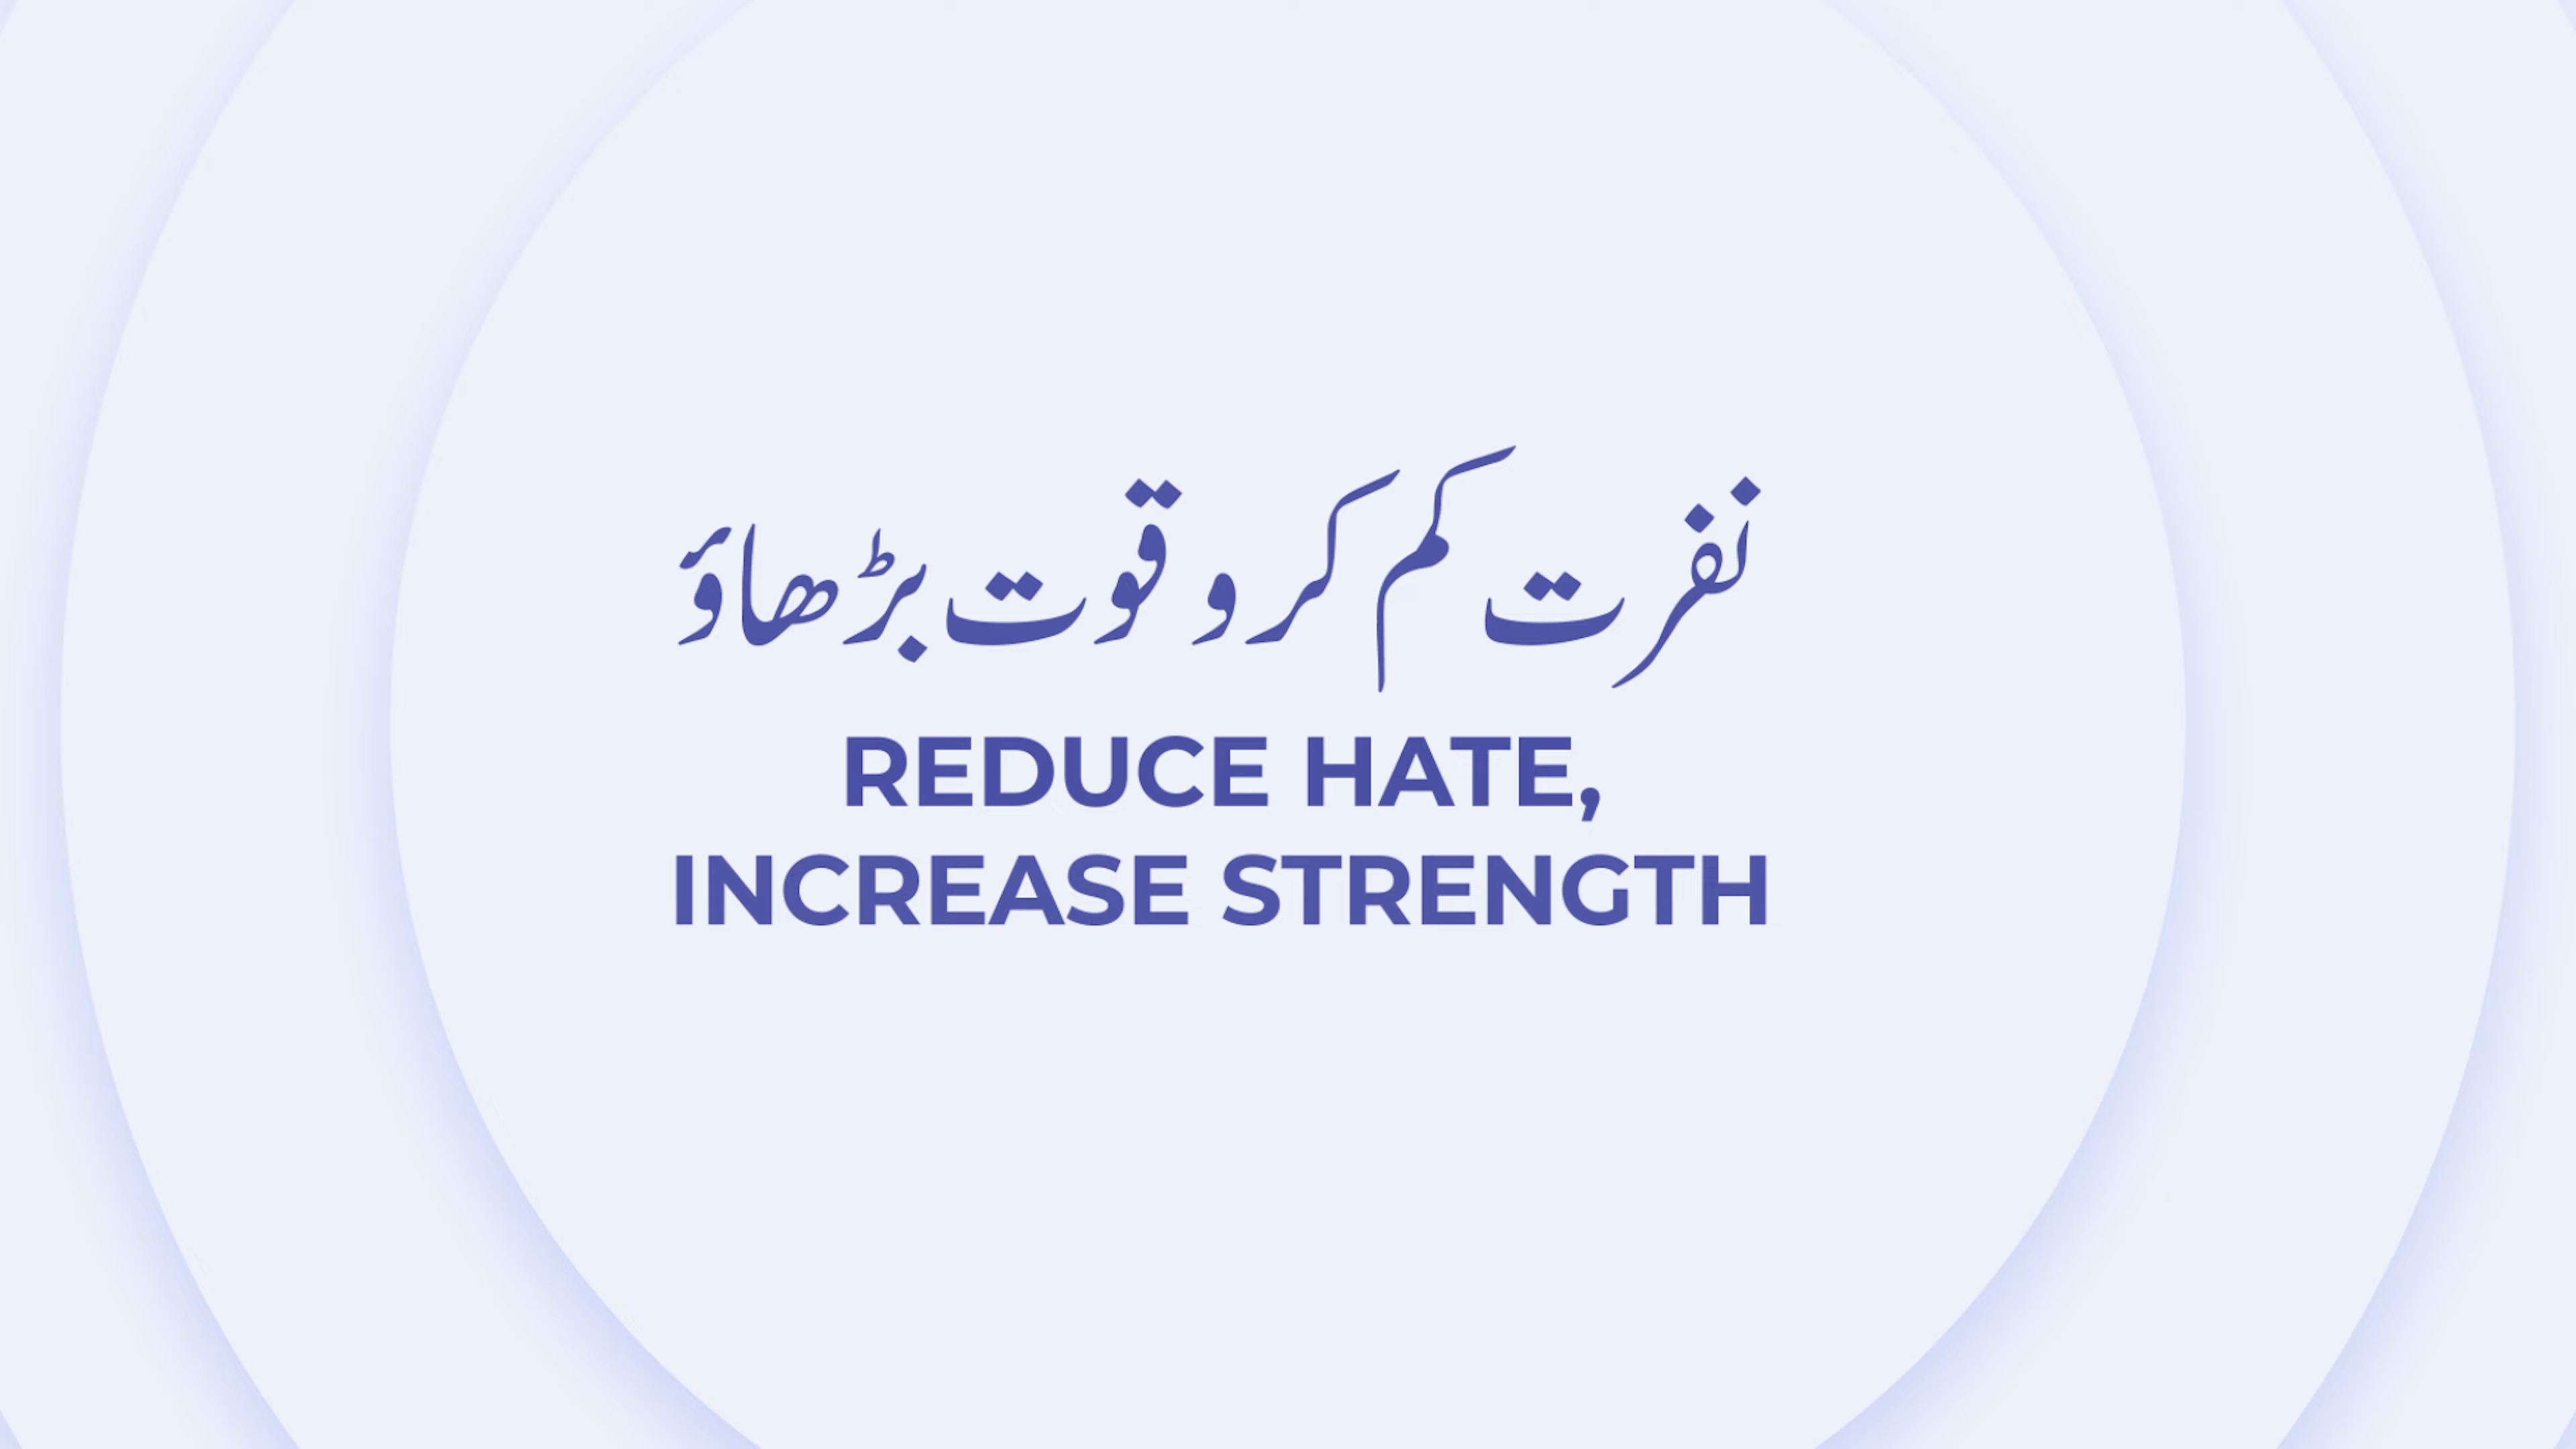 نفرت کم کرو قوت بڑھاؤ
REDUCE HATE,
INCREASE STRENGTH